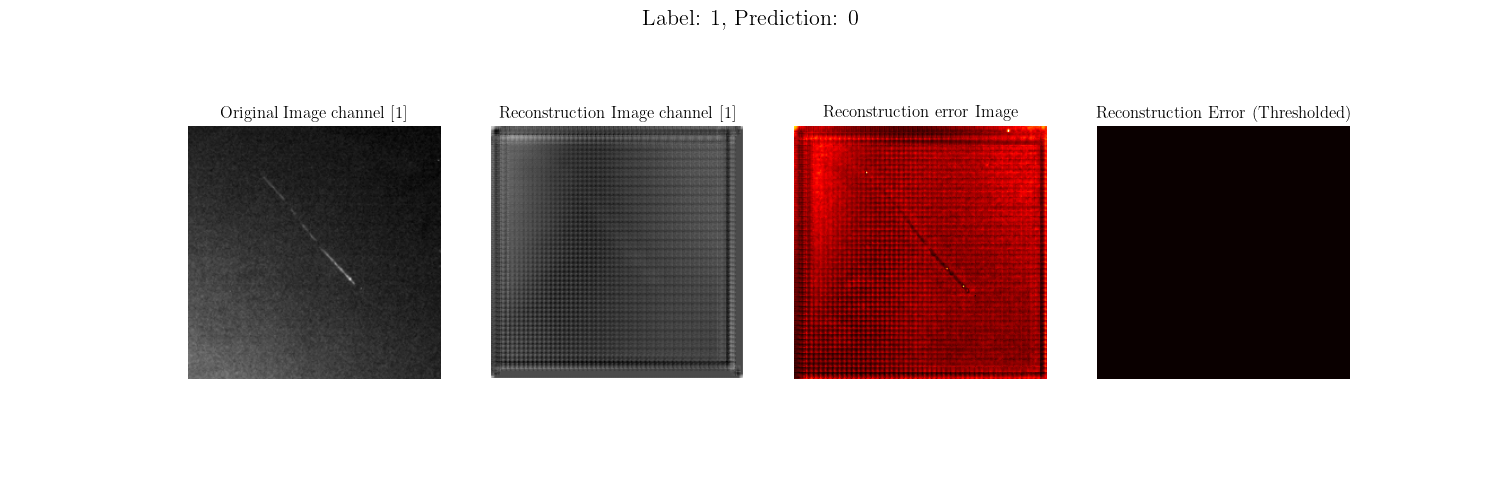 Label: 1, Prediction: 0
Original Image channel [1]
Reconstruction Image channel [1]
Reconstruction error Image
Reconstruction Error (Thresholded)